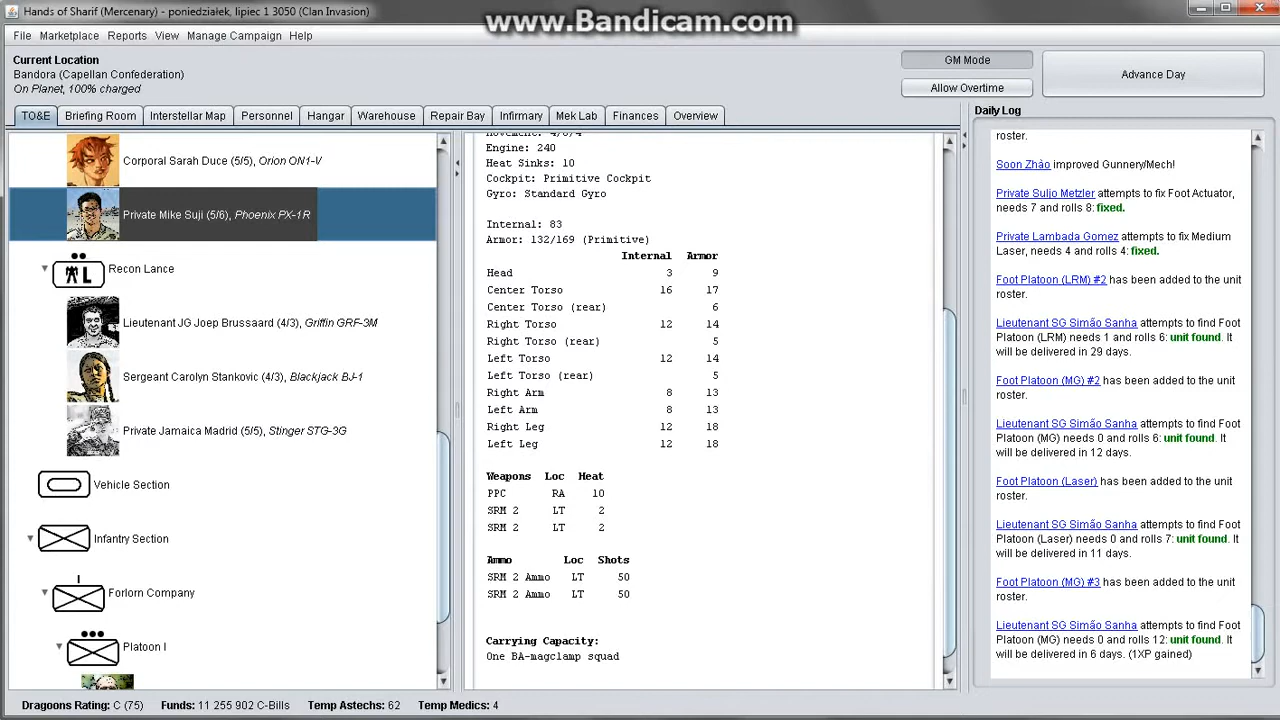 Hands of Sharif (Mercenary) - poniedziałek, lipiec 1 3050 (Clan Invasion)
www.Bandicam.com
File Marketplace Reports View Manage Campaign Help
Current Location
Bandora (Capellan Confederation)
On Planet, 100% charged
GM Mode
Allow Overtime
Advance Day
TO&E Briefing Room Interstellar Map Personnel Hangar Warehouse Repair Bay Infirmary Mek Lab Finances Overview
Corporal Sarah Duce (5/5), Orion ON1-V
Private Mike Suji (5/6), Phoenix PX-1R
Recon Lance
L
Lieutenant JG Joep Brussaard (4/3), Griffin GRF-3M
Sergeant Carolyn Stankovic (4/3), Blackjack BJ-1
Private Jamaica Madrid (5/5), Stinger STG-3G
Vehicle Section
Infantry Section
Forlorn Company
Platoon I
Engine: 240
Heat Sinks: 10
Cockpit: Primitive Cockpit
Gyro: Standard Gyro
Internal: 83
Armor: 132/169 (Primitive)
Internal Armor
Head 3 9
Center Torso 16 17
Center Torso (rear) 6
Right Torso 12 14
Right Torso (rear) 5
Left Torso 12 14
Left Torso (rear) 5
Right Arm 8 13
Left Arm 8 13
Right Leg 12 18
Left Leg 12 18
Weapons Loc Heat
PPC RA 10
SRM 2 LT 2
SRM 2 LT 2
Ammo Loc Shots
SRM 2 Ammo LT 50
SRM 2 Ammo LT 50
Carrying Capacity:
One BA-magclamp squad
Daily Log
roster.
Soon Zhào improved Gunnery/Mech!
Private Suljo Metzler attempts to fix Foot Actuator,
needs 7 and rolls 8: fixed.
Private Lambada Gomez attempts to fix Medium
Laser, needs 4 and rolls 4: fixed.
Foot Platoon (LRM) #2 has been added to the unit
roster.
Lieutenant SG Simão Sanha attempts to find Foot
Platoon (LRM) needs 1 and rolls 6: unit found. It
will be delivered in 29 days.
Foot Platoon (MG) #2 has been added to the unit
roster.
Lieutenant SG Simão Sanha attempts to find Foot
Platoon (MG) needs 0 and rolls 6: unit found. It
will be delivered in 12 days.
Foot Platoon (Laser) has been added to the unit
roster.
Lieutenant SG Simão Sanha attempts to find Foot
Platoon (Laser) needs 0 and rolls 7: unit found. It
will be delivered in 11 days.
Foot Platoon (MG) #3 has been added to the unit
roster.
Lieutenant SG Simão Sanha attempts to find Foot
Platoon (MG) needs 0 and rolls 12: unit found. It
will be delivered in 6 days. (1XP gained)
Dragoons Rating: C (75) Funds: 11 255 902 C-Bills Temp Astechs: 62 Temp Medics: 4